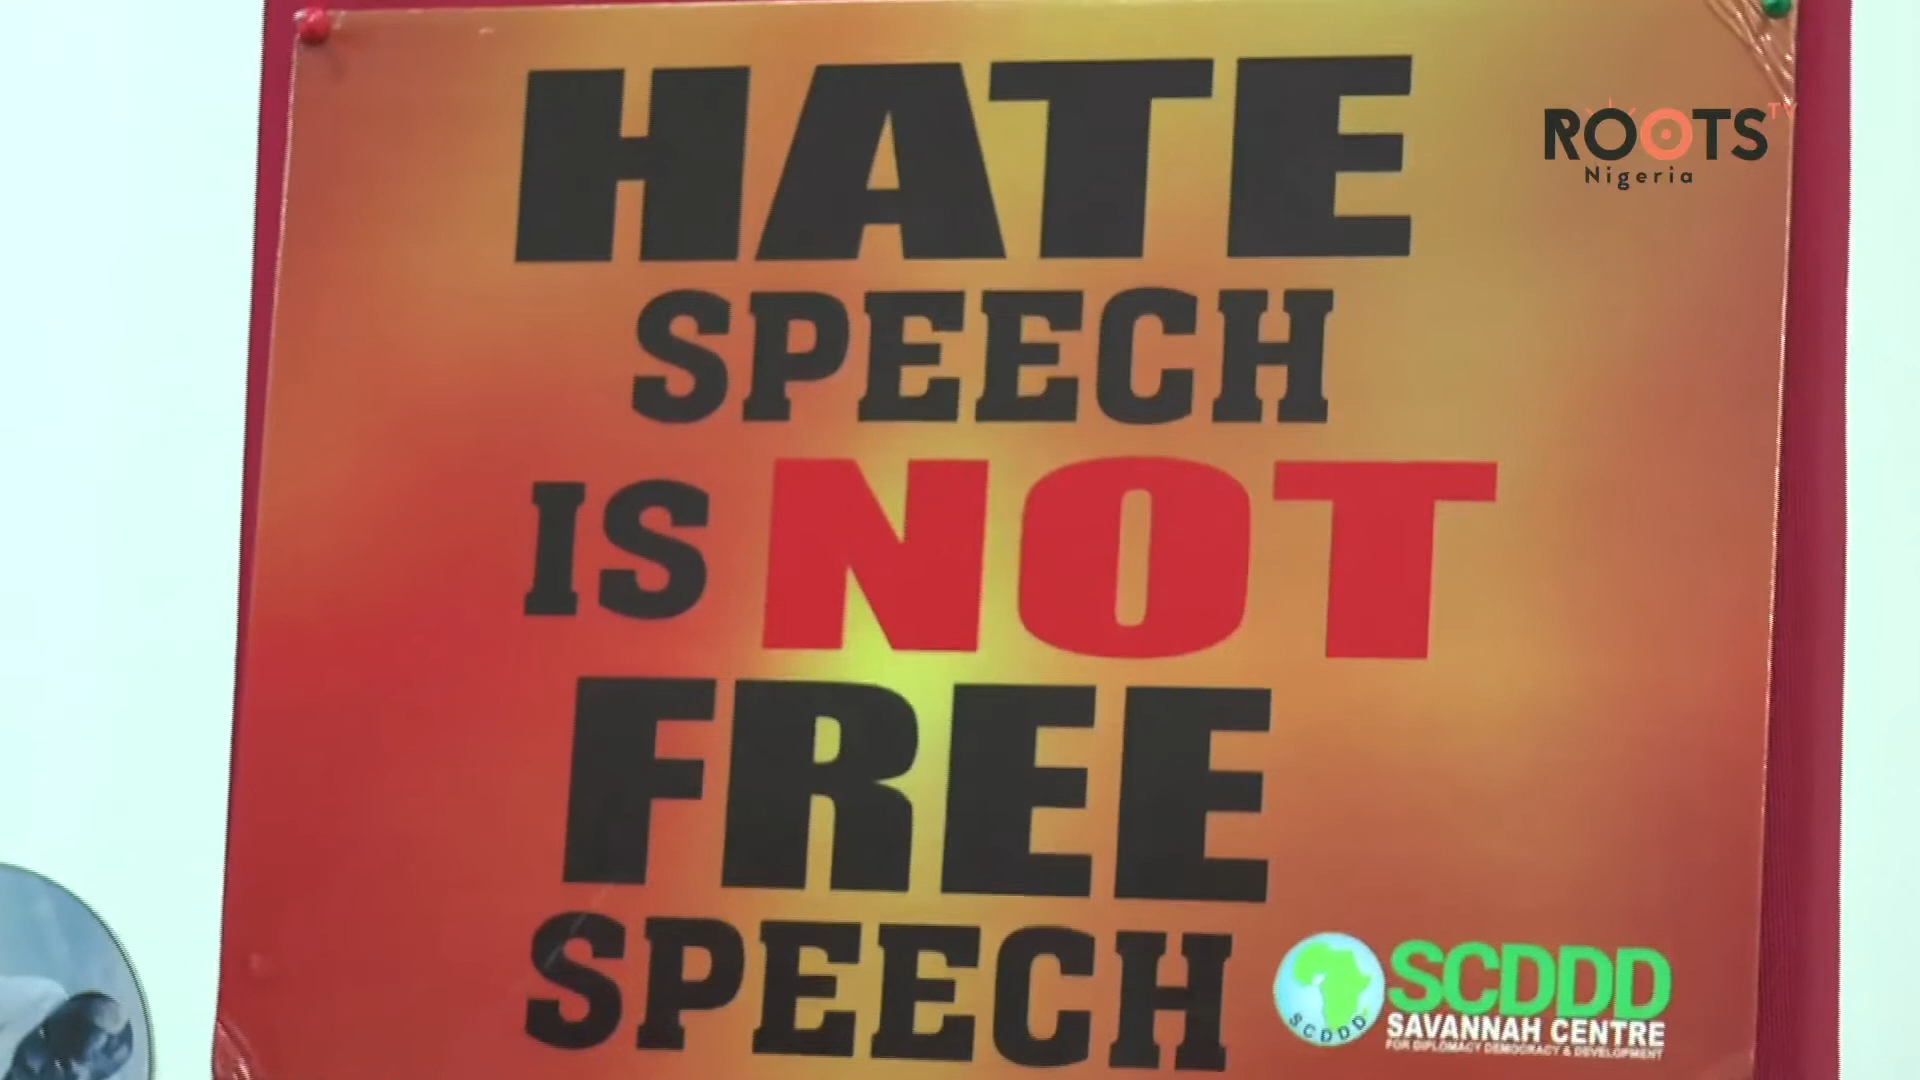 HATE
SPEECH
IS NOT
FREE
SPEECH
ROOTS TV
Nigeria
SCDDD
SCDDD
SAVANNAH CENTRE
FOR DIPLOMACY DEMOCRACY & DEVELOPMENT